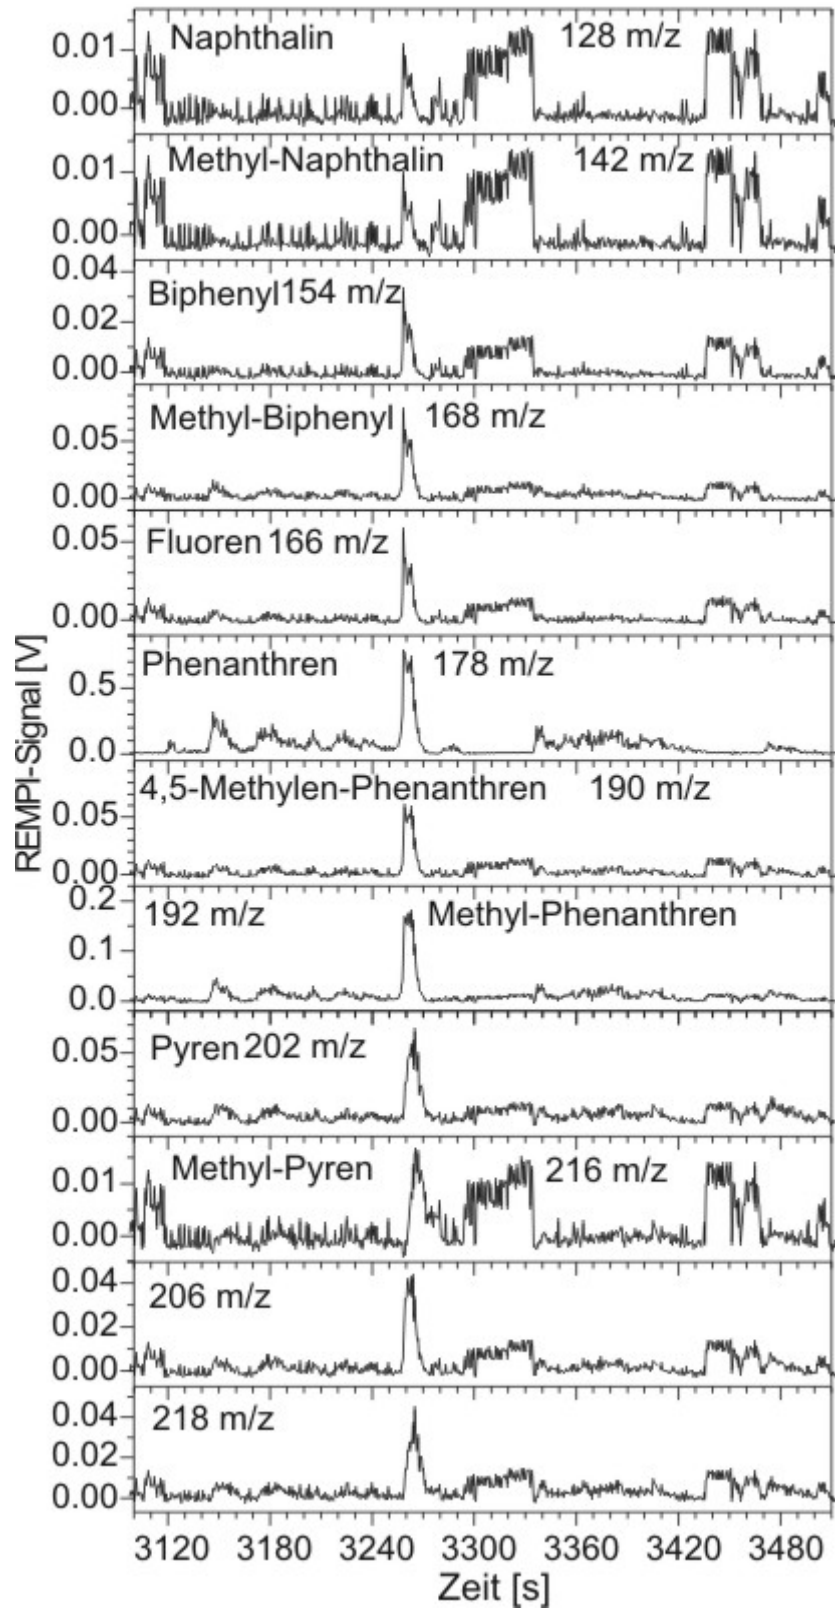 Naphthalin 128 m/z
0.01
0.00
Methyl-Naphthalin 142 m/z
0.01
0.00
Biphenyl 154 m/z
0.04
0.02
0.00
Methyl-Biphenyl 168 m/z
0.05
0.00
Fluoren 166 m/z
0.05
0.00
Phenanthren 178 m/z
0.5
0.0
4,5-Methylen-Phenanthren 190 m/z
0.05
0.00
192 m/z Methyl-Phenanthren
0.2
0.1
0.0
Pyren 202 m/z
0.05
0.00
Methyl-Pyren 216 m/z
0.01
0.00
206 m/z
0.04
0.02
0.00
218 m/z
0.04
0.02
0.00
REMPI-Signal [V]
3120 3180 3240 3300 3360 3420 3480
Zeit [s]